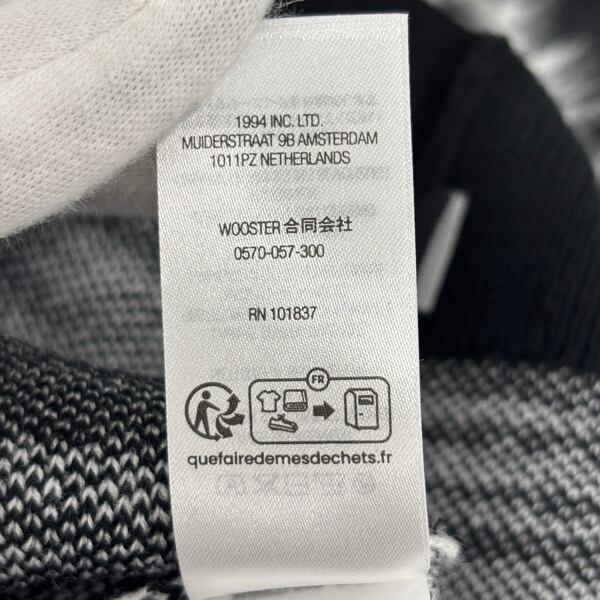 1994 INC. LTD.
MUIDERSTRAAT 9B AMSTERDAM
1011PZ NETHERLANDS
WOOSTER 合同会社
0570-057-300
RN 101837
FR
quefairedemesdechets.fr